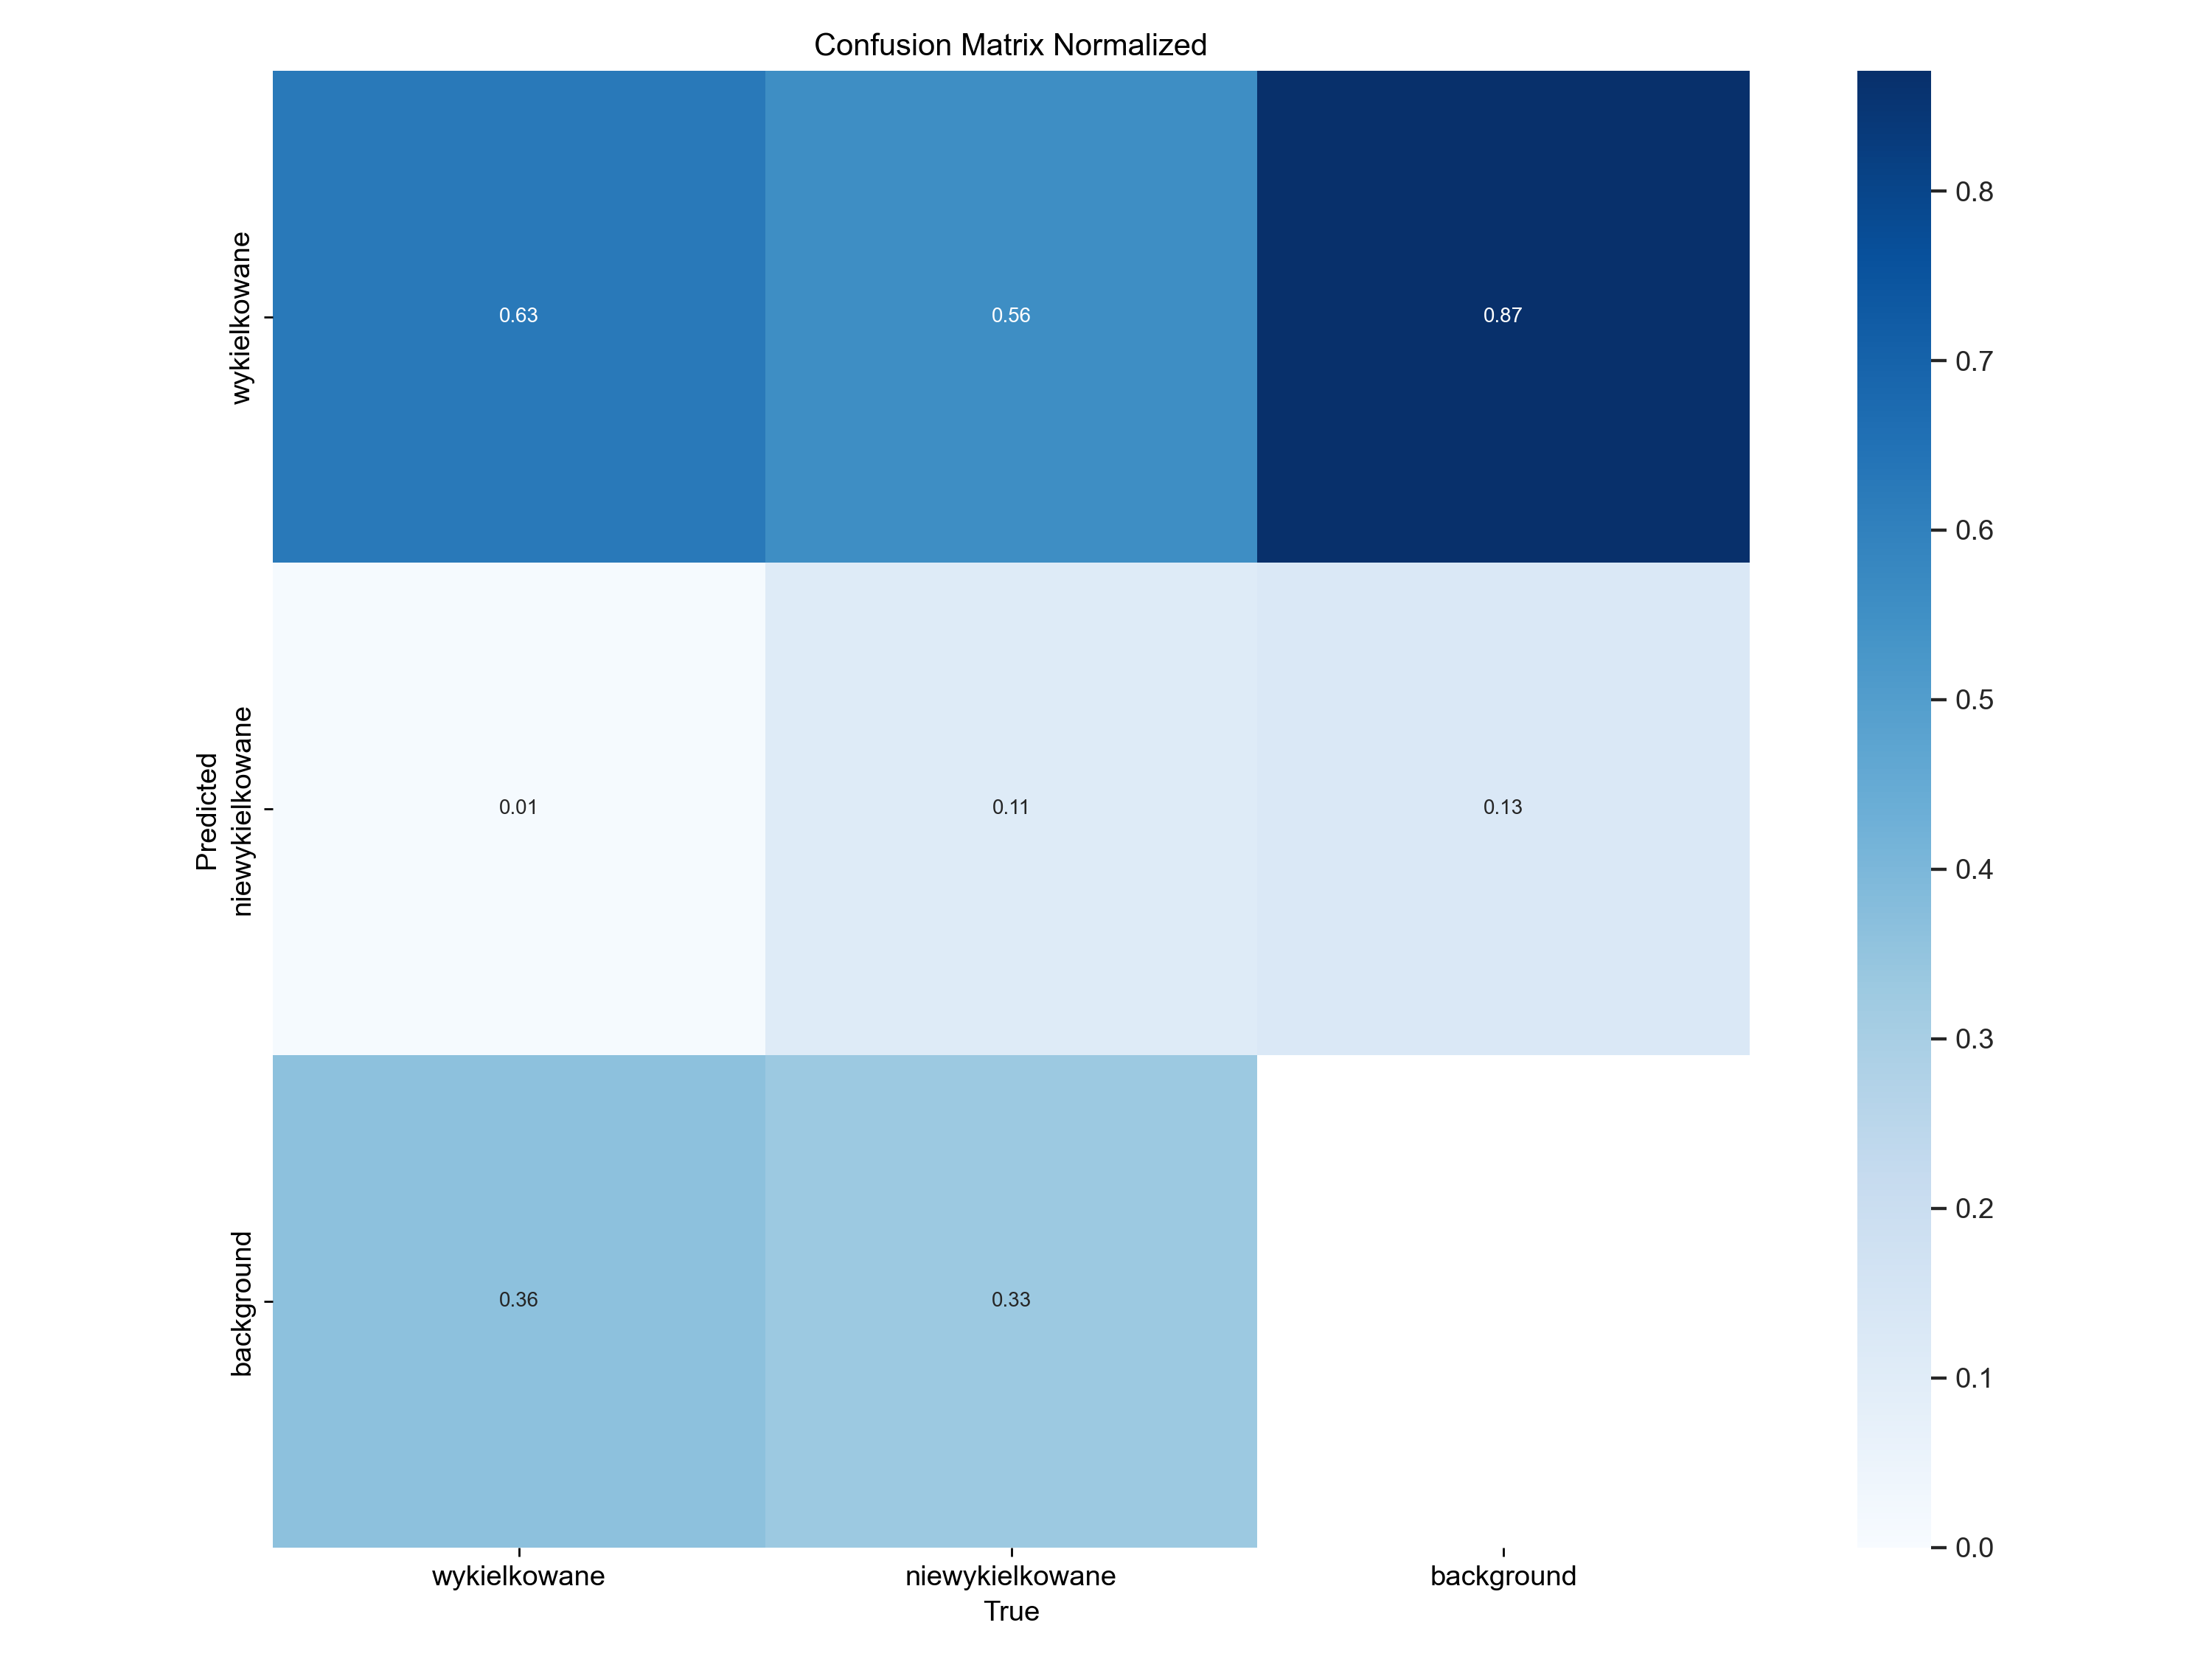 Confusion Matrix Normalized
Predicted
wykielkowane
0.63
0.56
0.87
niewykielkowane
0.01
0.11
0.13
background
0.36
0.33
wykielkowane
niewykielkowane
background
True
0.8
0.7
0.6
0.5
0.4
0.3
0.2
0.1
0.0